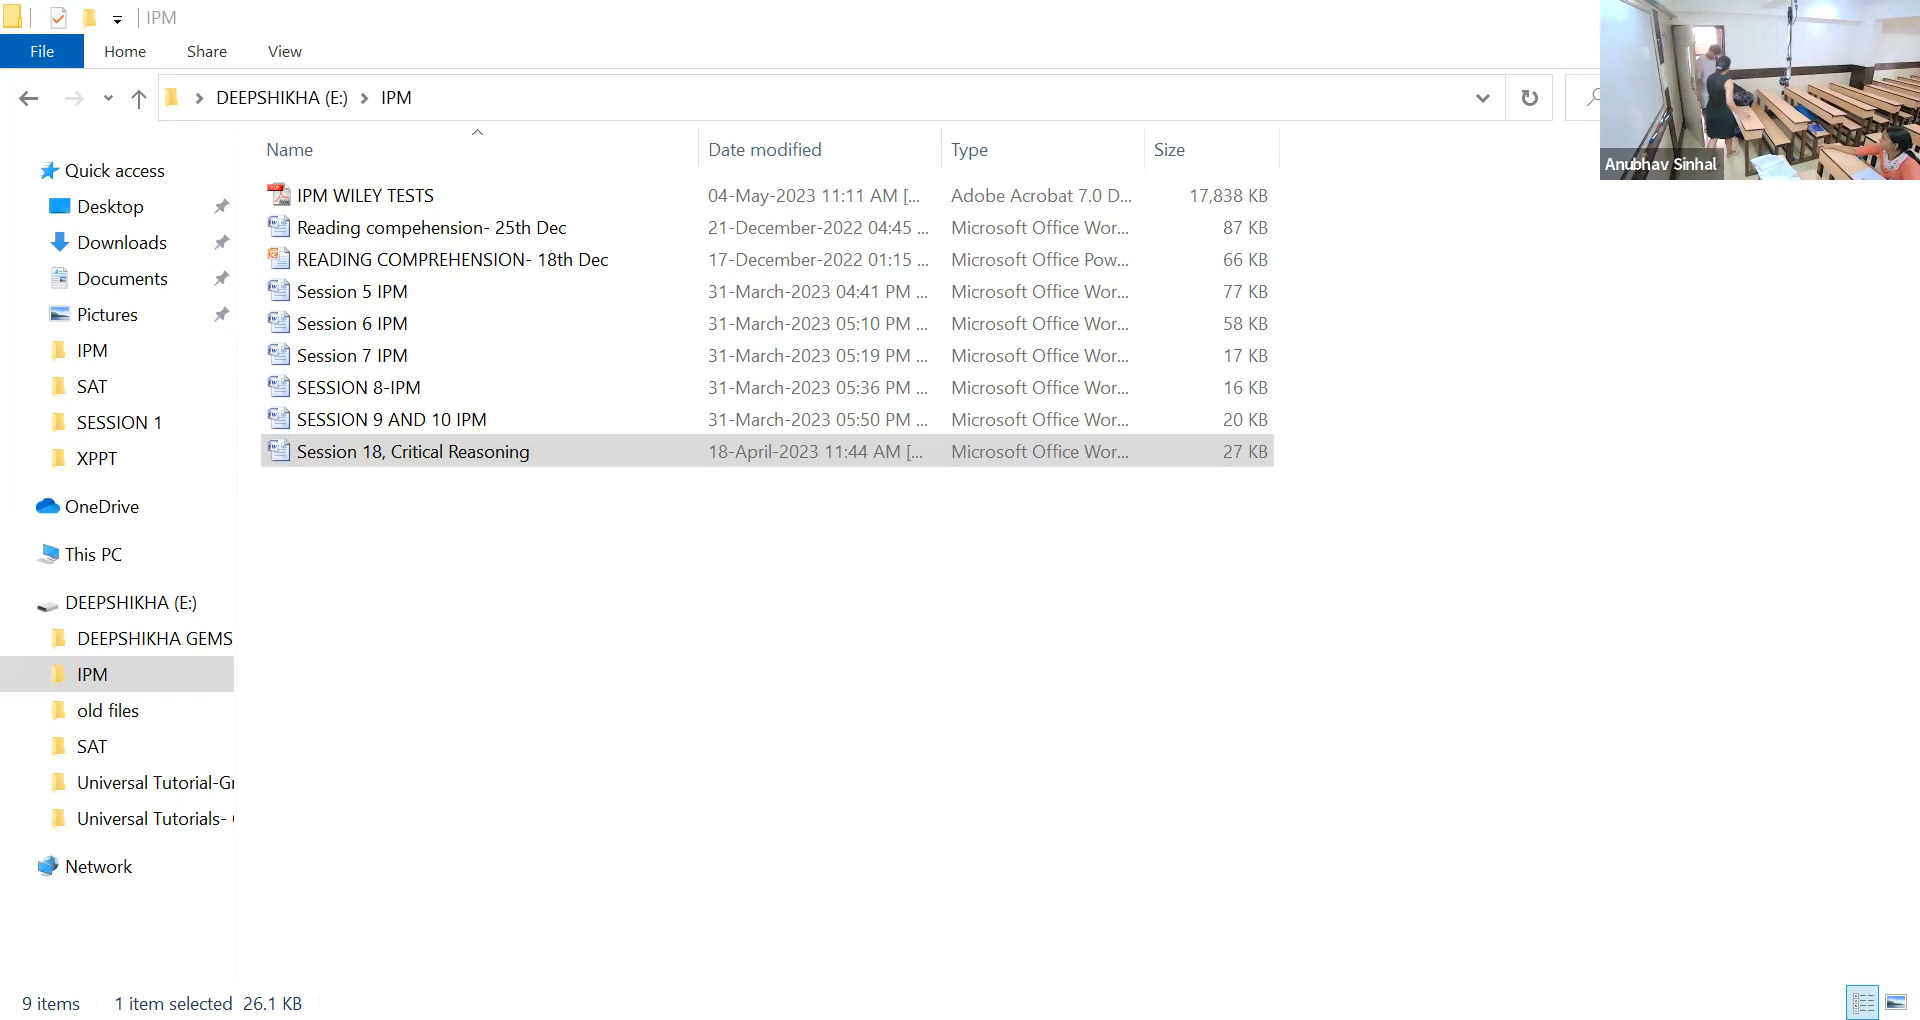 IPM
File Home Share View
DEEPSHIKHA (E:) IPM
Anubhav Sinhal
Name Date modified Type Size
Quick access
Desktop
Downloads
Documents
Pictures
IPM
SAT
SESSION 1
XPPT
OneDrive
This PC
DEEPSHIKHA (E:)
DEEPSHIKHA GEMS
IPM
old files
SAT
Universal Tutorial-Gr
Universal Tutorials-
Network
IPM WILEY TESTS 04-May-2023 11:11 AM [... Adobe Acrobat 7.0 D... 17,838 KB
Reading compehension- 25th Dec 21-December-2022 04:45 ... Microsoft Office Wor... 87 KB
READING COMPREHENSION- 18th Dec 17-December-2022 01:15 ... Microsoft Office Pow... 66 KB
Session 5 IPM 31-March-2023 04:41 PM ... Microsoft Office Wor... 77 KB
Session 6 IPM 31-March-2023 05:10 PM ... Microsoft Office Wor... 58 KB
Session 7 IPM 31-March-2023 05:19 PM ... Microsoft Office Wor... 17 KB
SESSION 8-IPM 31-March-2023 05:36 PM ... Microsoft Office Wor... 16 KB
SESSION 9 AND 10 IPM 31-March-2023 05:50 PM ... Microsoft Office Wor... 20 KB
Session 18, Critical Reasoning 18-April-2023 11:44 AM [... Microsoft Office Wor... 27 KB
9 items 1 item selected 26.1 KB